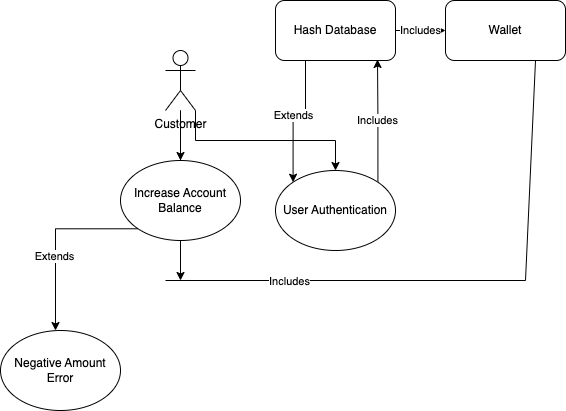 Hash Database
Includes
Wallet
Customer
Extends
Includes
Increase Account
Balance
User Authentication
Extends
Includes
Negative Amount
Error